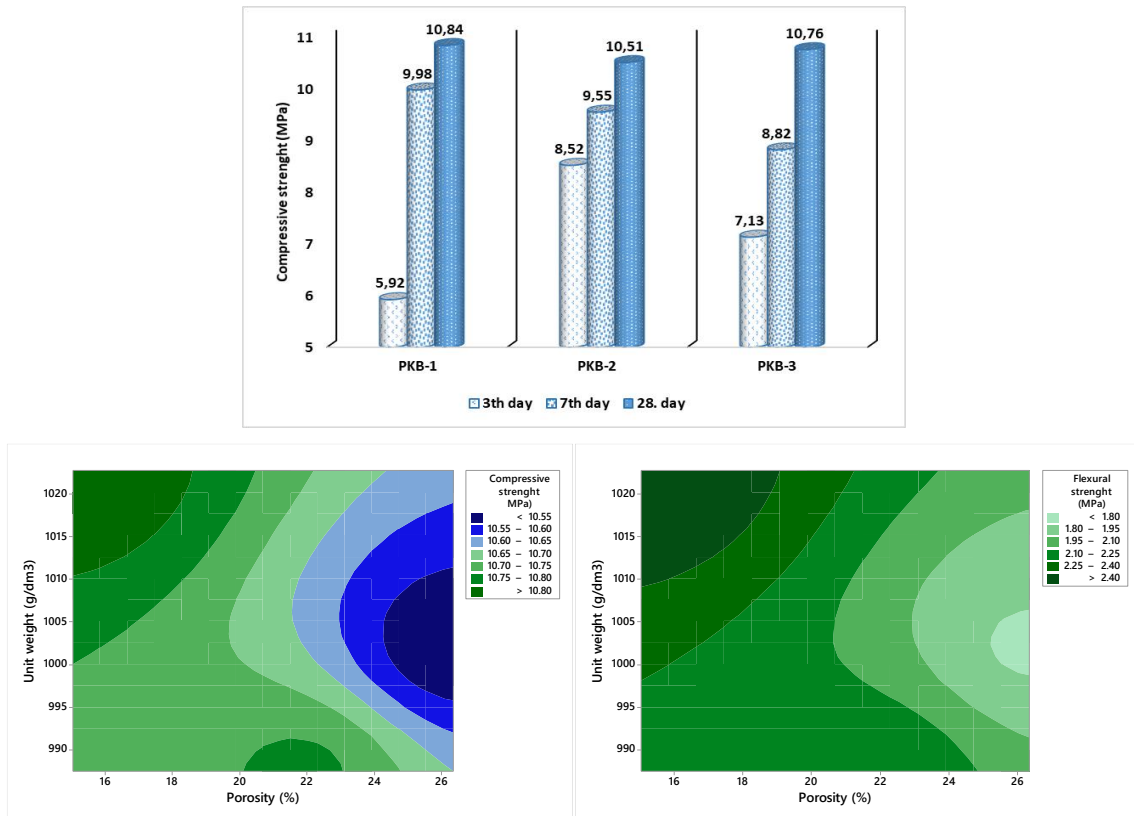 Compressive strenght (MPa)
11
10
9
8
7
6
5
5,92
9,98
10,84
8,52
9,55
10,51
7,13
8,82
10,76
PKB-1 PKB-2 PKB-3
3th day 7th day 28. day
Unit weight (g/dm3)
1020
1015
1010
1005
1000
995
990
16 18 20 22 24 26
Porosity (%)
Compressive
strenght
MPa)
< 10.55
10.55 – 10.60
10.60 – 10.65
10.65 – 10.70
10.70 – 10.75
10.75 – 10.80
> 10.80
Unit weight (g/dm3)
1020
1015
1010
1005
1000
995
990
16 18 20 22 24 26
Porosity (%)
Flexural
strenght
(MPa)
< 1.80
1.80 – 1.95
1.95 – 2.10
2.10 – 2.25
2.25 – 2.40
> 2.40